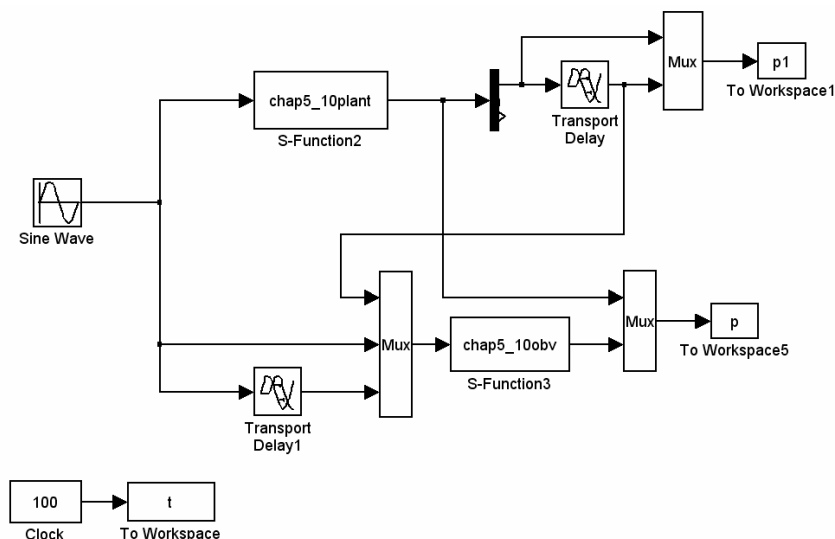 Mux
p1
To Workspace1
chap5_10plant
S-Function2
Transport
Delay
Sine Wave
Mux
chap5_10obv
S-Function3
Mux
p
To Workspace5
Transport
Delay1
100
Clock
t
To Workspace